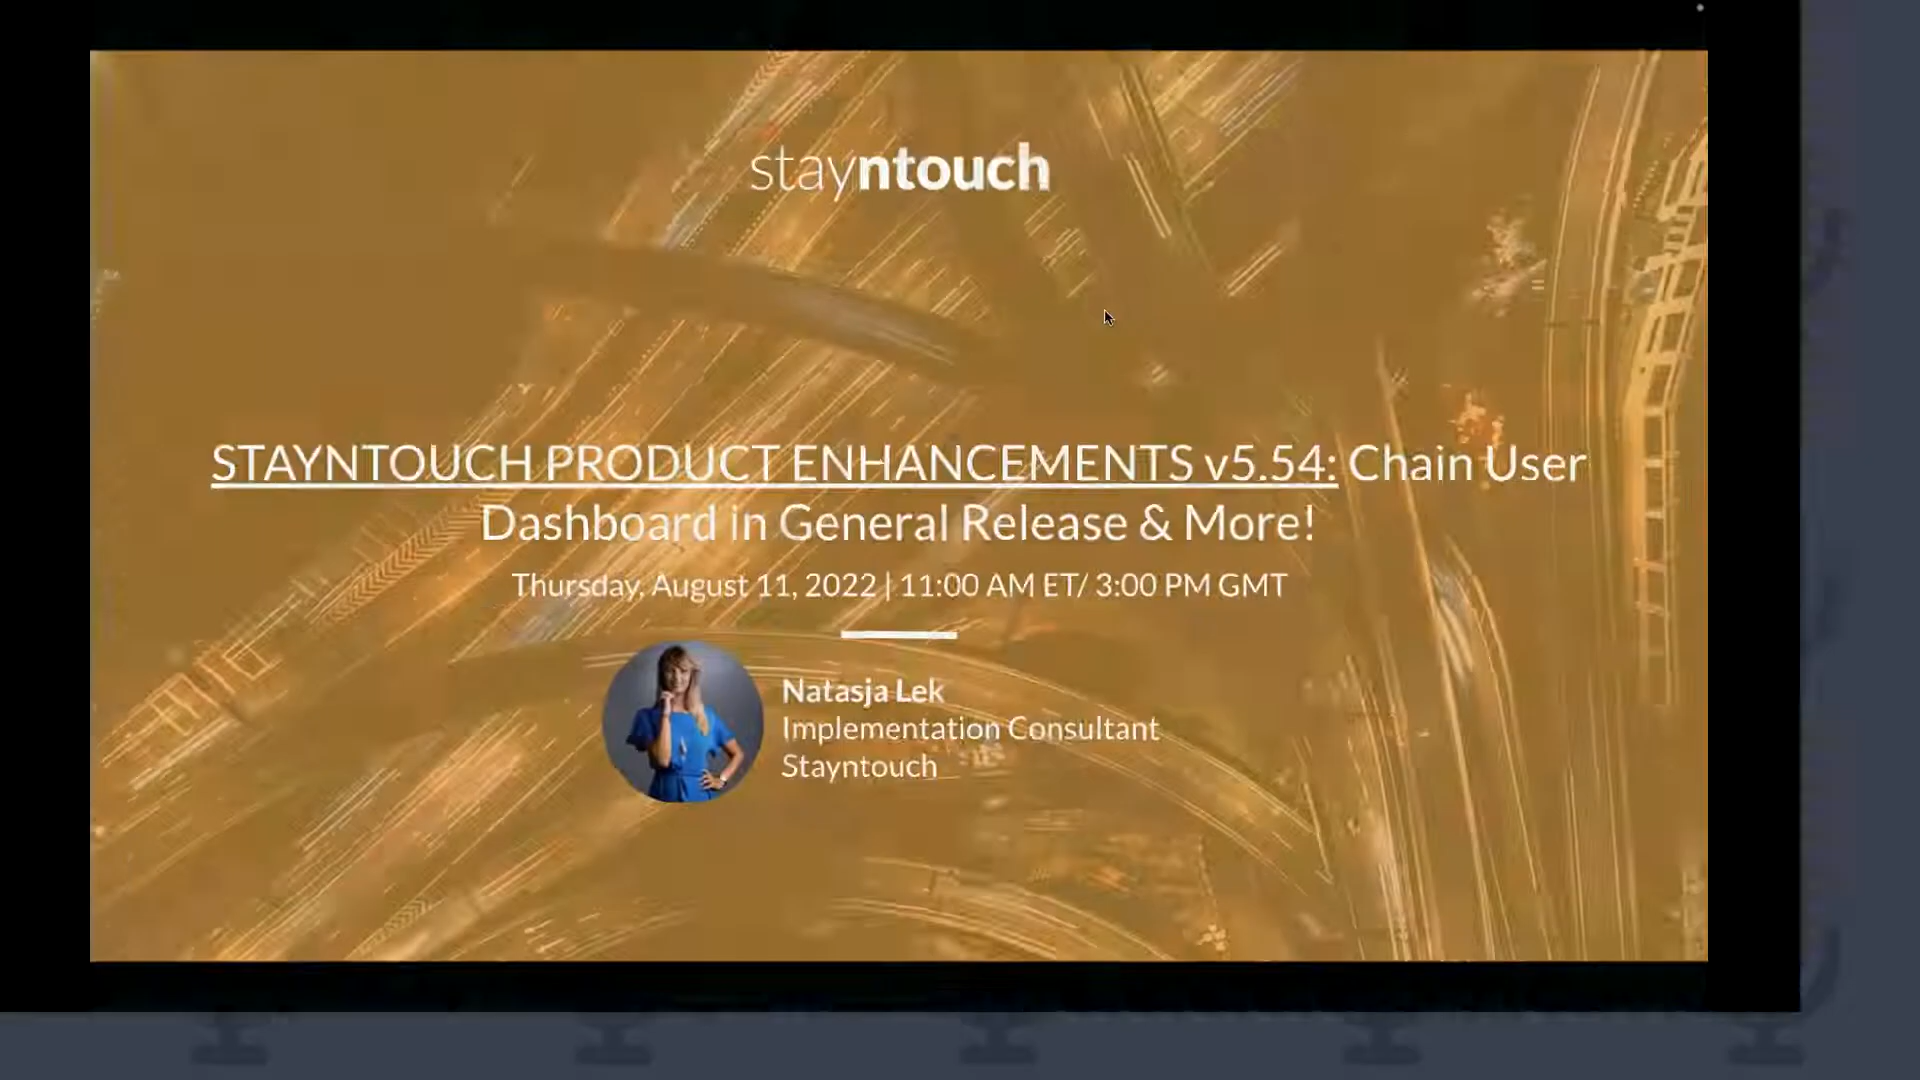 stayntouch
STAYNTOUCH PRODUCT ENHANCEMENTS v5.54: Chain User
Dashboard in General Release & More!
Thursday, August 11, 2022 | 11:00 AM ET/ 3:00 PM GMT
Natasja Lek
Implementation Consultant
Stayntouch